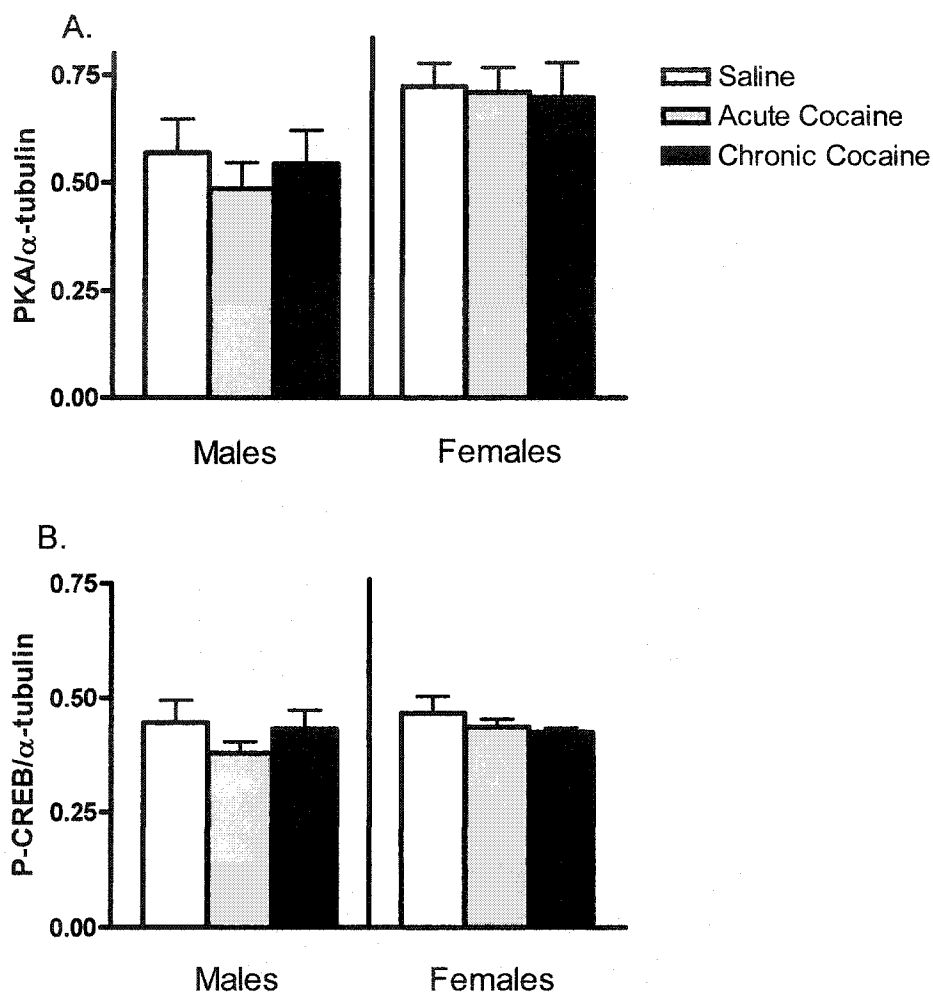 A.
PKA/α-tubulin
0.75
0.50
0.25
0.00
Males Females
Saline
Acute Cocaine
Chronic Cocaine
B.
P-CREB/α-tubulin
0.75
0.50
0.25
0.00
Males Females